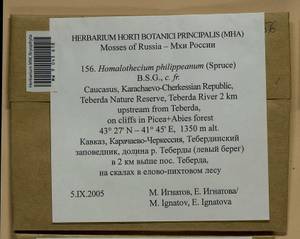 HERBARIUM HORTI BOTANICI PRINCIPALIS (MHA)
Mosses of Russia – Мхи России
156. Homalothecium philippeanum (Spruce)
B.S.G., c. fr.
Caucasus, Karachaevo-Cherkessian Republic,
Teberda Nature Reserve, Teberda River 2 km
upstream from Teberda,
on cliffs in Picea+Abies forest
43° 27' N – 41° 45' E, 1350 m alt.
Кавказ, Карачаево-Черкессия, Тебердинский
заповедник, долина р. Теберды (левый берег)
в 2 км выше пос. Теберда,
на скалах в елово-пихтовом лесу
5.IX.2005
М. Игнатов, Е. Игнатова/
M. Ignatov, E. Ignatova